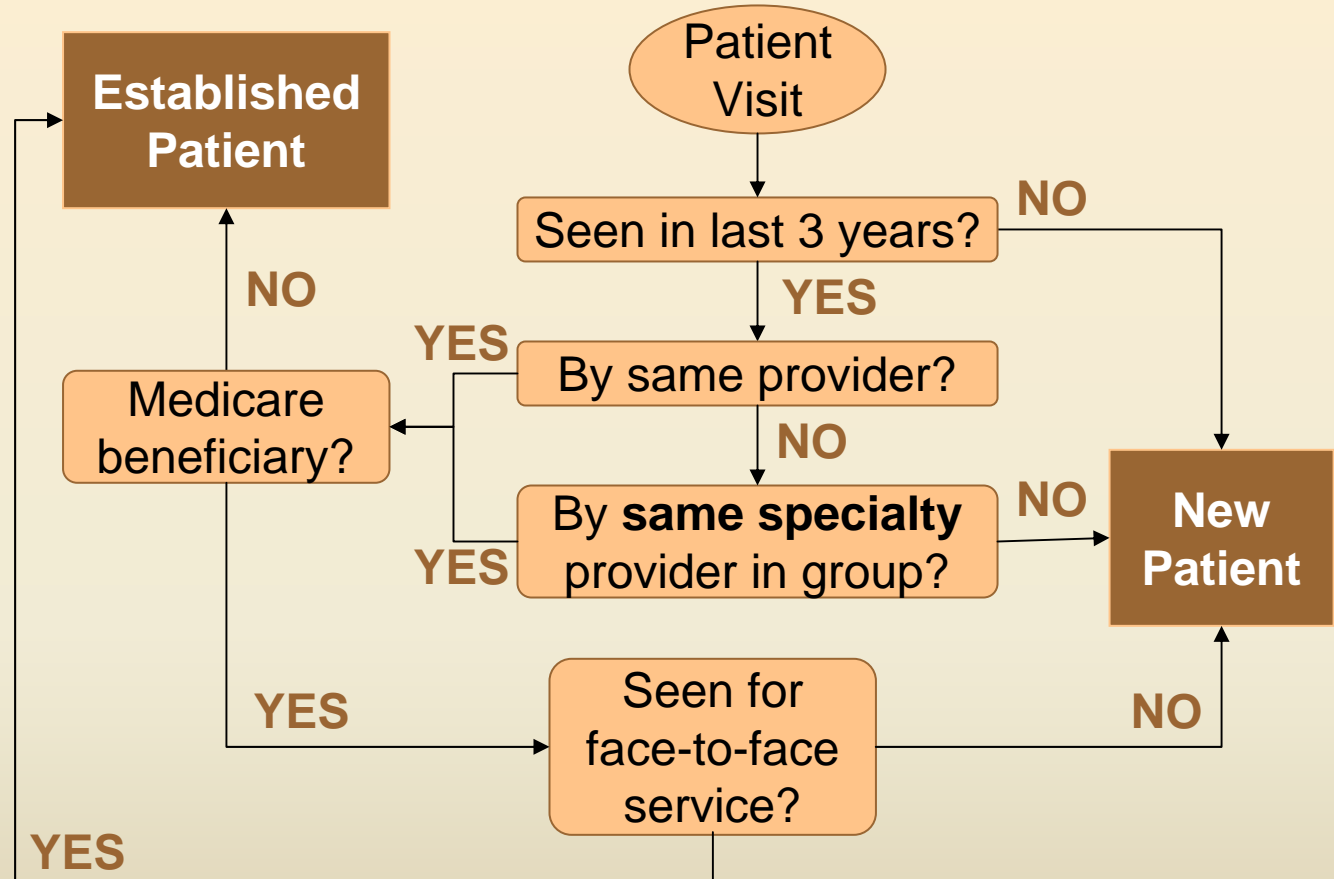 Patient
Visit
Established
Patient
Seen in last 3 years?
NO
YES
NO
YES
By same provider?
Medicare
beneficiary?
NO
By same specialty
provider in group?
NO
YES
New
Patient
Seen for
face-to-face
service?
YES
NO
YES